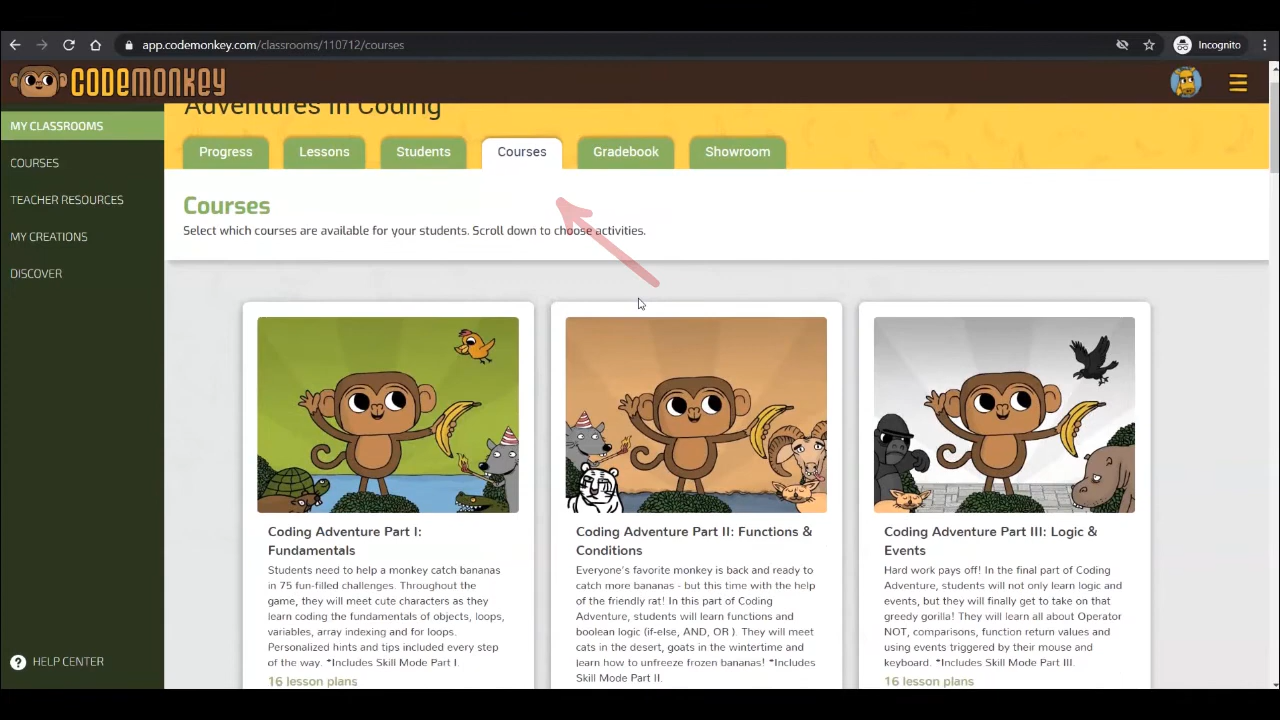 app.codemonkey.com/classrooms/110712/courses
Incognito
CODEMONKEY
Adventures in Coding
MY CLASSROOMS
COURSES
TEACHER RESOURCES
MY CREATIONS
DISCOVER
HELP CENTER
Progress
Lessons
Students
Courses
Gradebook
Showroom
Courses
Select which courses are available for your students. Scroll down to choose activities.
Coding Adventure Part I:
Fundamentals
Students need to help a monkey catch bananas
in 75 fun-filled challenges. Throughout the
game, they will meet cute characters as they
learn coding the fundamentals of objects, loops,
variables, array indexing and for loops.
Personalized hints and tips included every step
of the way. *Includes Skill Mode Part I.
16 lesson plans
Coding Adventure Part II: Functions &
Conditions
Everyone's favorite monkey is back and ready to
catch more bananas - but this time with the help
of the friendly rat! In this part of Coding
Adventure, students will learn functions and
boolean logic (if-else, AND, OR ). They will meet
cats in the desert, goats in the wintertime and
learn how to unfreeze frozen bananas! *Includes
Skill Mode Part II.
Coding Adventure Part III: Logic &
Events
Hard work pays off! In the final part of Coding
Adventure, students will not only learn logic and
events, but they will finally get to take on that
greedy gorilla! They will learn all about Operator
NOT, comparisons, function return values and
using events triggered by their mouse and
keyboard. *Includes Skill Mode Part III.
16 lesson plans